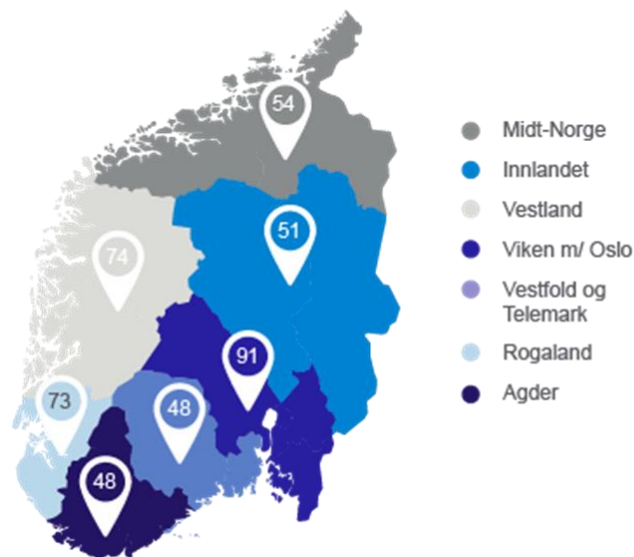 54
51
74
91
73
48
48
Midt-Norge
Innlandet
Vestland
Viken m/ Oslo
Vestfold og
Telemark
Rogaland
Agder